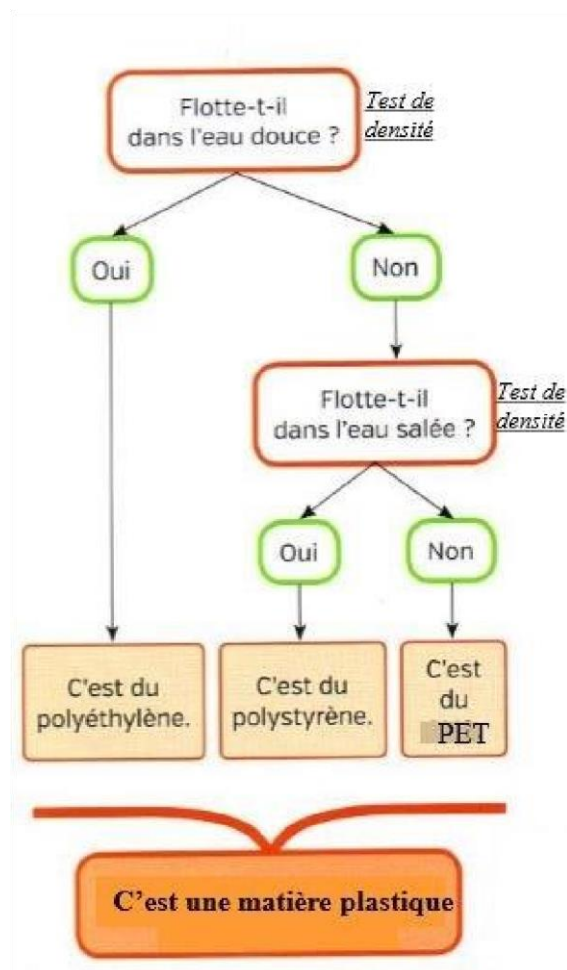 Flotte-t-il
dans l'eau douce ?
Test de
densité
Oui
Non
Flotte-t-il
dans l'eau salée ?
Test de
densité
Oui
Non
C'est du
polyéthylène.
C'est du
polystyrène.
C'est
du
PET
C'est une matière plastique